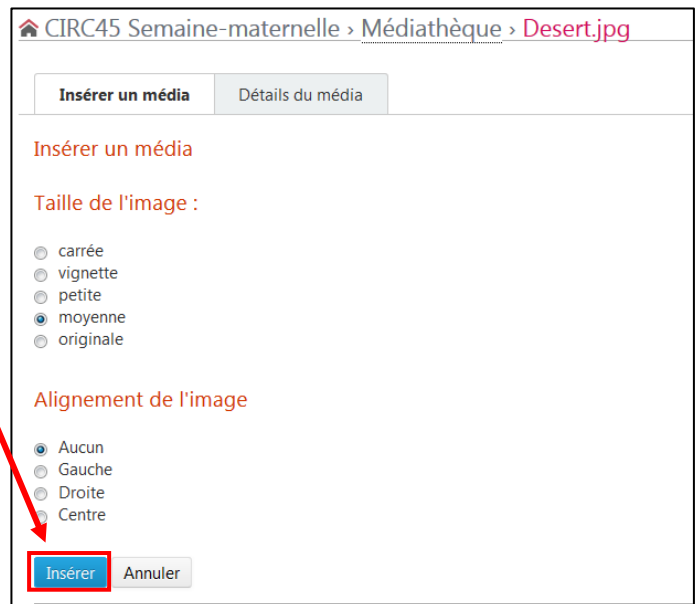 CIRC45 Semaine-maternelle › Médiathèque › Desert.jpg
Insérer un média Détails du média
Insérer un média
Taille de l'image :
carrée
vignette
petite
moyenne
originale
Alignement de l'image
Aucun
Gauche
Droite
Centre
Insérer Annuler